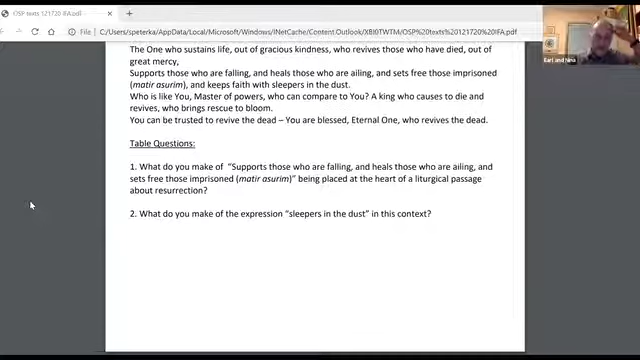 OSP texts 121720 IFA.pdf
File
C:/Users/speterka/AppData/Local/Microsoft/Windows/INetCache/Content.Outlook/X8I0TWTM/OSP%20texts%20121720%20IFA.pdf
Earl and Nina
The One who sustains life, out of gracious kindness, who revives those who have died, out of
great mercy,
Supports those who are falling, and heals those who are ailing, and sets free those imprisoned
(matir asurim), and keeps faith with sleepers in the dust.
Who is like You, Master of powers, who can compare to You? A king who causes to die and
revives, who brings rescue to bloom.
You can be trusted to revive the dead – You are blessed, Eternal One, who revives the dead.
Table Questions:
1. What do you make of “Supports those who are falling, and heals those who are ailing, and
sets free those imprisoned (matir asurim)” being placed at the heart of a liturgical passage
about resurrection?
2. What do you make of the expression “sleepers in the dust” in this context?